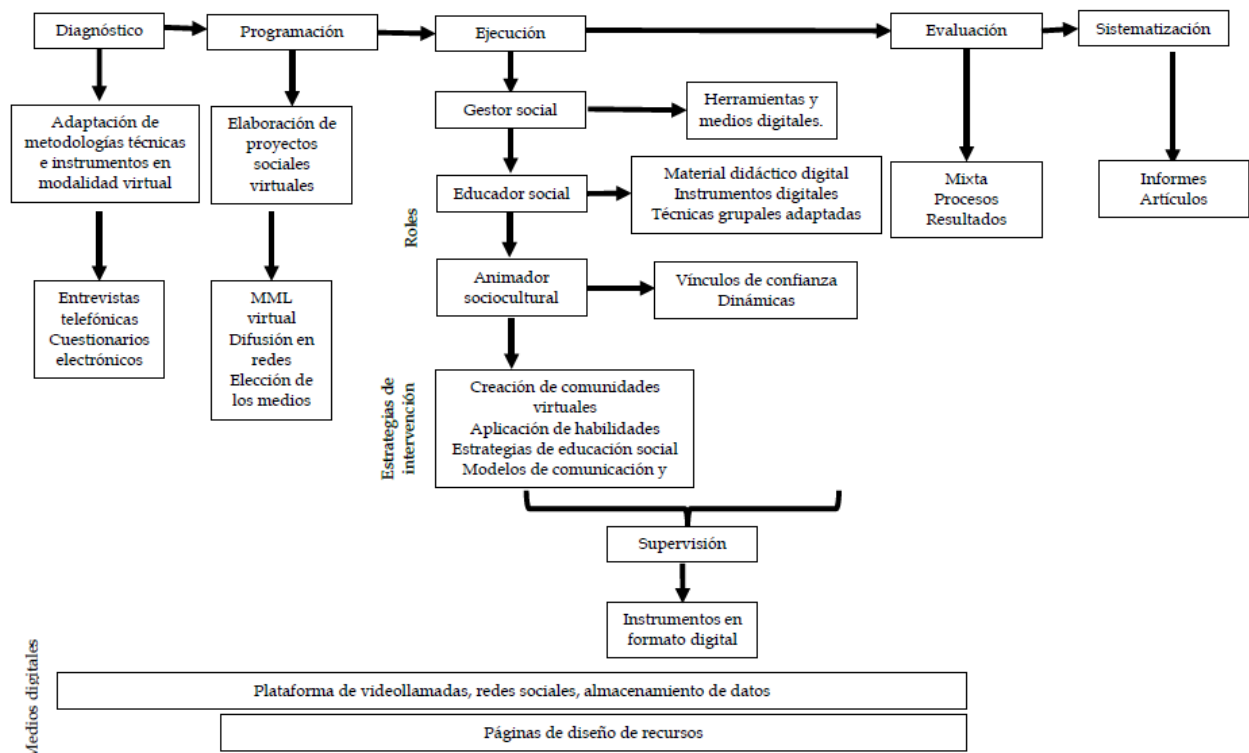 Diagnóstico
Programación
Ejecución
Evaluación
Sistematización
Adaptación de
metodologías técnicas
e instrumentos en
modalidad virtual
Elaboración de
proyectos
sociales
virtuales
Gestor social
Herramientas y
medios digitales.
Roles
Educador social
Material didáctico digital
Instrumentos digitales
Técnicas grupales adaptadas
Mixta
Procesos
Resultados
Informes
Artículos
Entrevistas
telefónicas
Cuestionarios
electrónicos
MML
virtual
Difusión en
redes
Elección de
los medios
Animador
sociocultural
Vínculos de confianza
Dinámicas
Estrategias de
intervención
Creación de comunidades
virtuales
Aplicación de habilidades
Estrategias de educación social
Modelos de comunicación y
Supervisión
Instrumentos en
formato digital
Medios digitales
Plataforma de videollamadas, redes sociales, almacenamiento de datos
Páginas de diseño de recursos